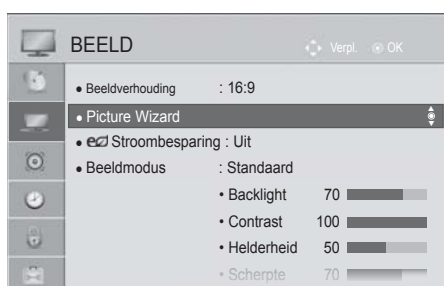 BEELD Verpl. OK
• Beeldverhouding : 16:9
• Picture Wizard
• eco Stroombesparing : Uit
• Beeldmodus : Standaard
• Backlight 70
• Contrast 100
• Helderheid 50
• Scherpte 70